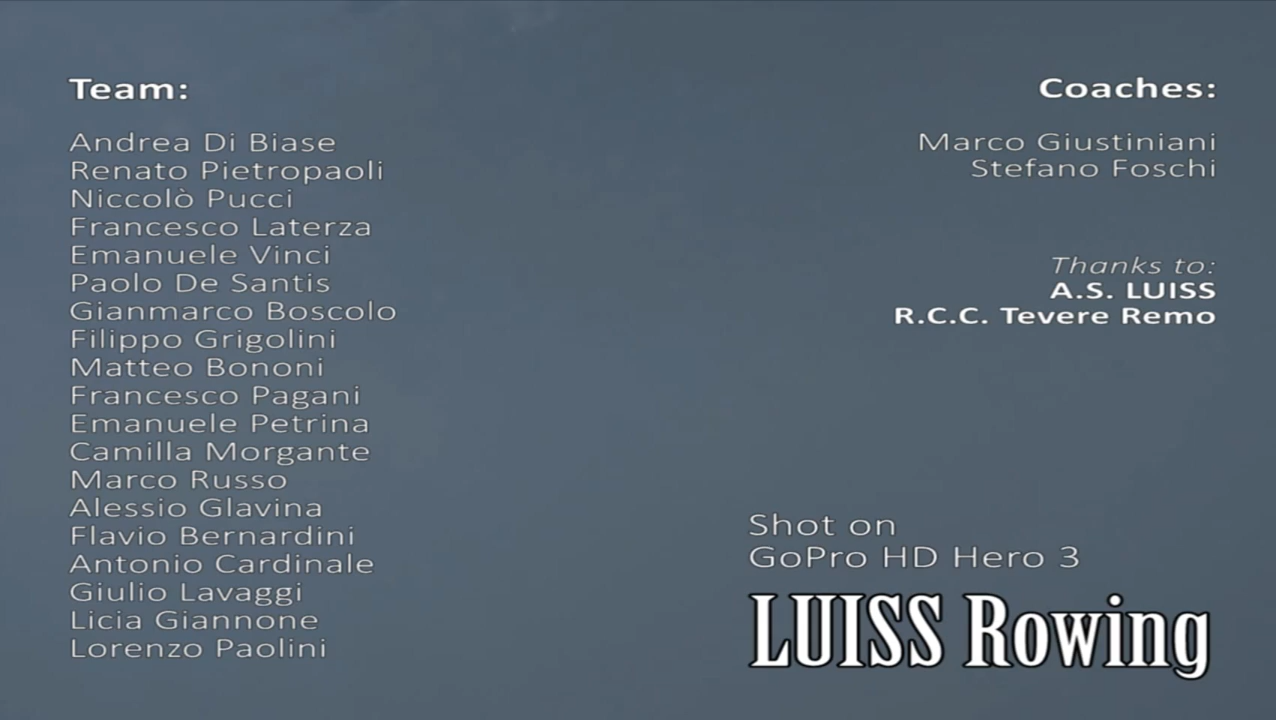 Team:
Andrea Di Biase
Renato Pietropaoli
Niccolò Pucci
Francesco Laterza
Emanuele Vinci
Paolo De Santis
Gianmarco Boscolo
Filippo Grigolini
Matteo Bononi
Francesco Pagani
Emanuele Petrina
Camilla Morgante
Marco Russo
Alessio Glavina
Flavio Bernardini
Antonio Cardinale
Giulio Lavaggi
Licia Giannone
Lorenzo Paolini
Coaches:
Marco Giustiniani
Stefano Foschi
Thanks to:
A.S. LUISS
R.C.C. Tevere Remo
Shot on
GoPro HD Hero 3
LUISS Rowing